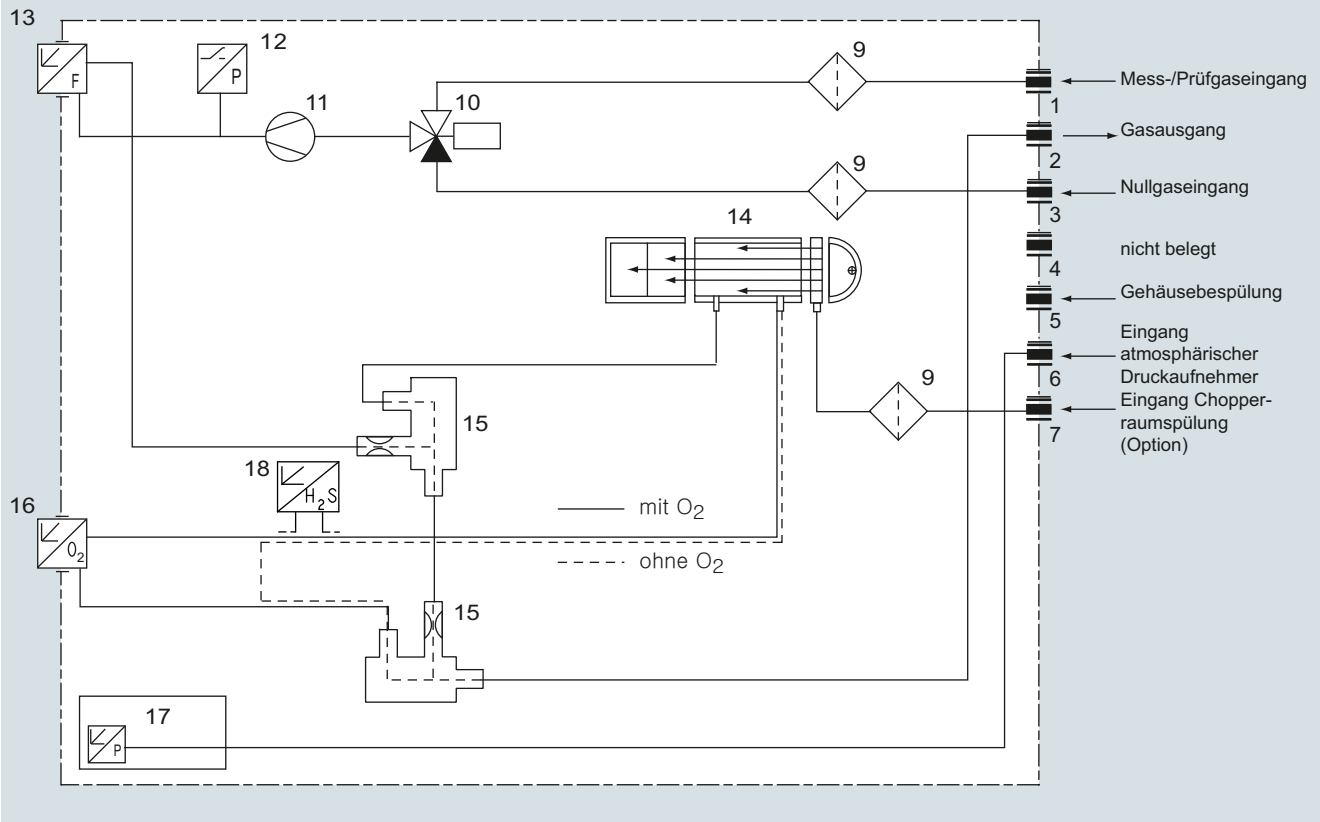 13
F
12
P
11
10
9
1
Mess-/Prüfgaseingang
2
Gasausgang
9
3
Nullgaseingang
14
4
nicht belegt
5
Gehäusebespülung
6
Eingang
atmosphärischer
Druckaufnehmer
9
7
Eingang Chopper-
raumspülung
(Option)
15
18
H2S
mit O2
16
O2
ohne O2
15
17
P